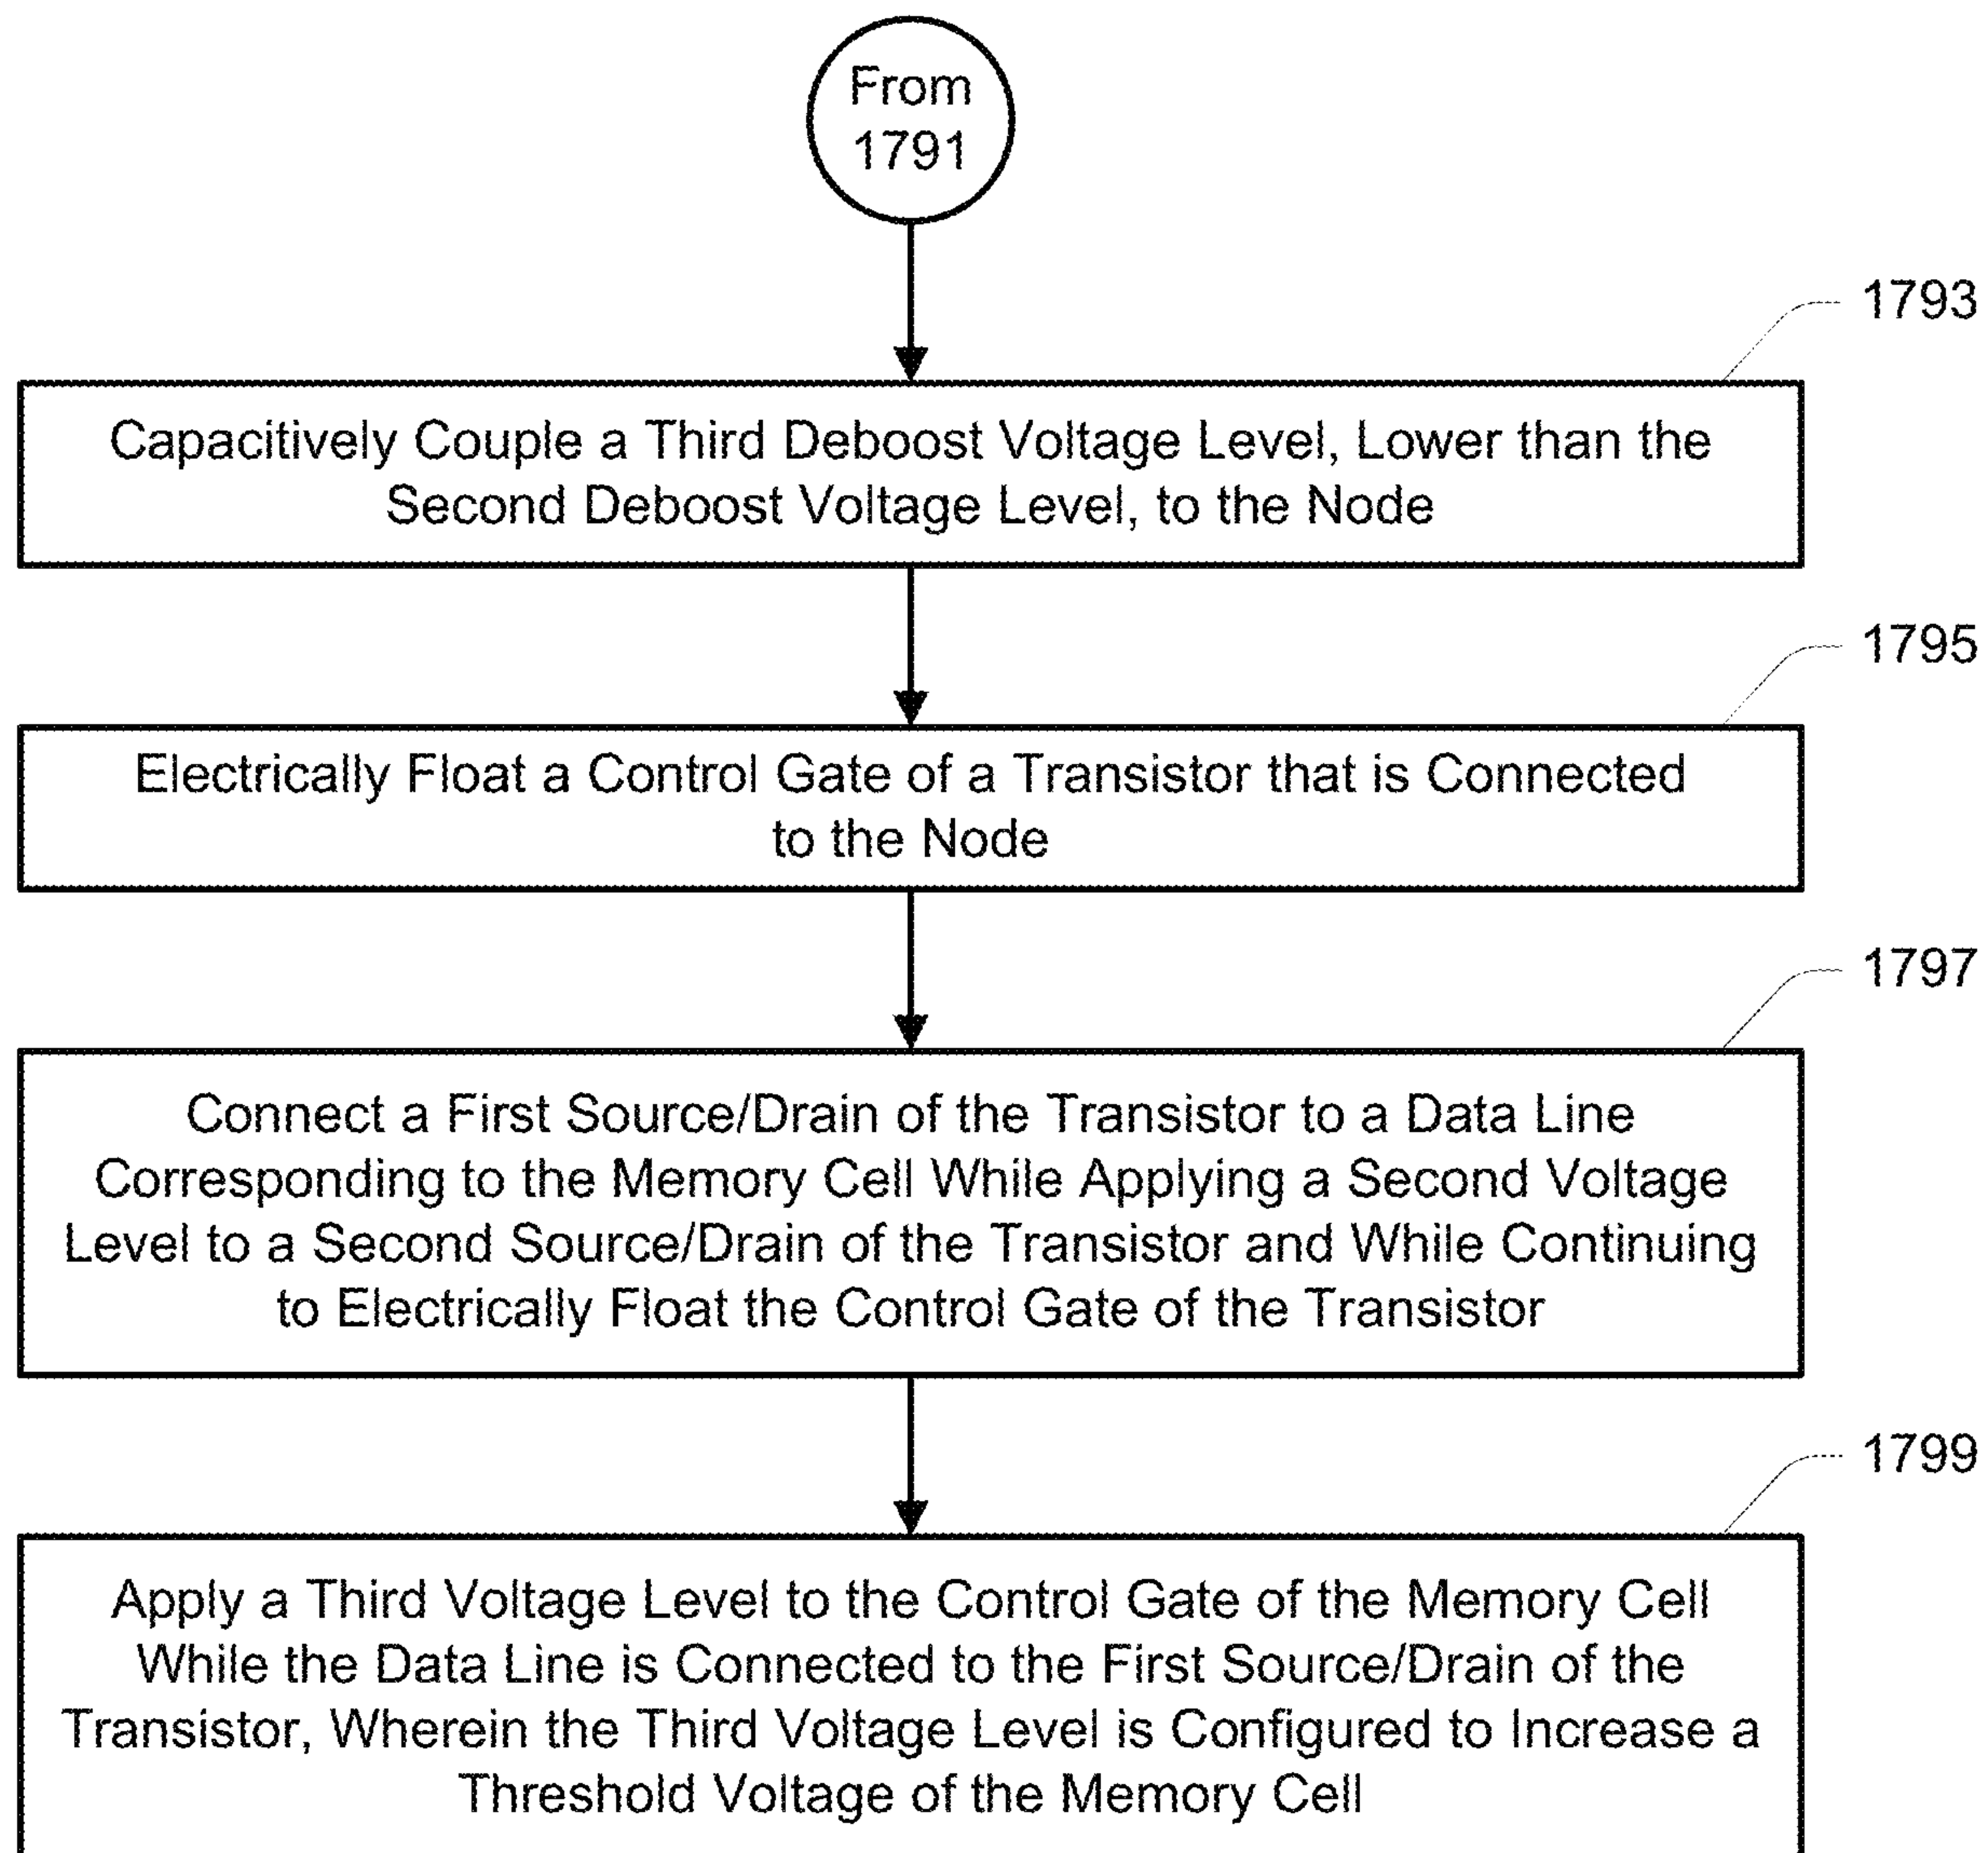 From
1791
1793
Capacitively Couple a Third Deboost Voltage Level, Lower than the
Second Deboost Voltage Level, to the Node
1795
Electrically Float a Control Gate of a Transistor that is Connected
to the Node
1797
Connect a First Source/Drain of the Transistor to a Data Line
Corresponding to the Memory Cell While Applying a Second Voltage
Level to a Second Source/Drain of the Transistor and While Continuing
to Electrically Float the Control Gate of the Transistor
1799
Apply a Third Voltage Level to the Control Gate of the Memory Cell
While the Data Line is Connected to the First Source/Drain of the
Transistor, Wherein the Third Voltage Level is Configured to Increase a
Threshold Voltage of the Memory Cell